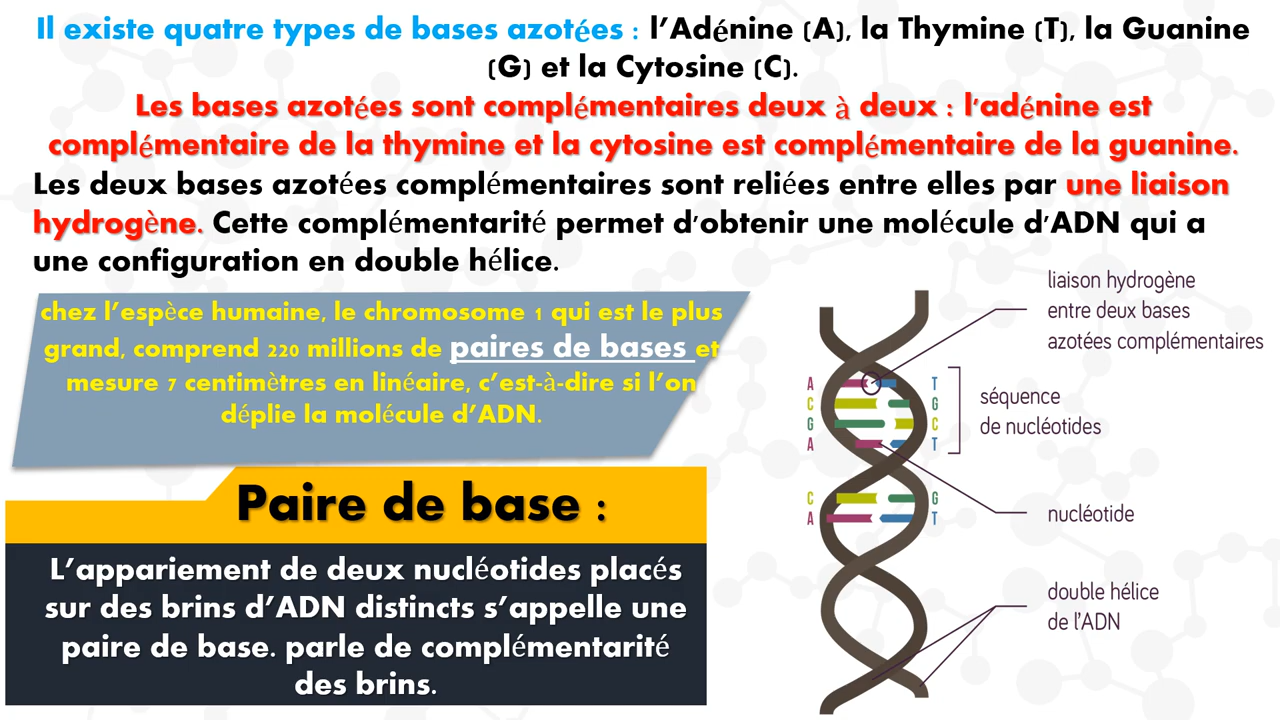 Il existe quatre types de bases azotées : l’Adénine (A), la Thymine (T), la Guanine
(G) et la Cytosine (C).
Les bases azotées sont complémentaires deux à deux : l'adénine est
complémentaire de la thymine et la cytosine est complémentaire de la guanine.
Les deux bases azotées complémentaires sont reliées entre elles par une liaison
hydrogène. Cette complémentarité permet d'obtenir une molécule d'ADN qui a
une configuration en double hélice.
chez l’espèce humaine, le chromosome 1 qui est le plus
grand, comprend 220 millions de paires de bases et
mesure 7 centimètres en linéaire, c’est-à-dire si l’on
déplie la molécule d’ADN.
Paire de base :
L’appariement de deux nucléotides placés
sur des brins d’ADN distincts s’appelle une
paire de base. parle de complémentarité
des brins.
liaison hydrogène
entre deux bases
azotées complémentaires
A T
C G
G C
A T
séquence
de nucléotides
C G
A T
nucléotide
double hélice
de l’ADN